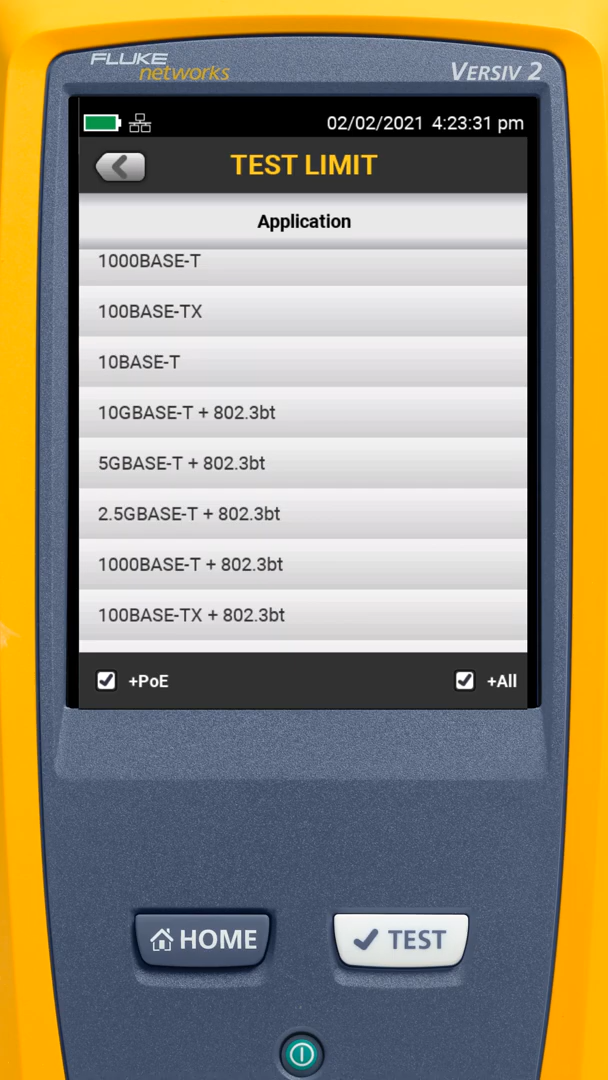 FLUKE
networks
VERSIV 2
02/02/2021 4:23:31 pm
TEST LIMIT
Application
1000BASE-T
100BASE-TX
10BASE-T
10GBASE-T + 802.3bt
5GBASE-T + 802.3bt
2.5GBASE-T + 802.3bt
1000BASE-T + 802.3bt
100BASE-TX + 802.3bt
+PoE
+All
HOME
TEST